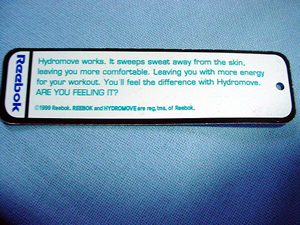 Reebok
Hydromove works. It sweeps sweat away from the skin,
leaving you more comfortable. Leaving you with more energy
for your workout. You'll feel the difference with Hydromove.
ARE YOU FEELING IT?
©1999 Reebok. REEBOK and HYDROMOVE are reg. tms. of Reebok.